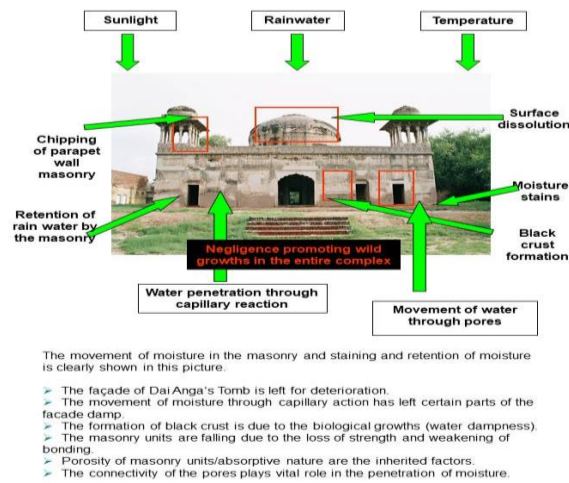 Sunlight
Rainwater
Temperature
Surface
dissolution
Chipping
of parapet
wall
masonry
Moisture
stains
Retention of
rain water by
the masonry
Black
crust
formation
Negligence promoting wild
growths in the entire complex
Water penetration through
capillary reaction
Movement of water
through pores
The movement of moisture in the masonry and staining and retention of moisture
is clearly shown in this picture.
➢ The façade of Dai Anga's Tomb is left for deterioration.
➢ The movement of moisture through capillary action has left certain parts of the
facade damp.
➢ The formation of black crust is due to the biological growths (water dampness).
➢ The masonry units are falling due to the loss of strength and weakening of
bonding.
➢ Porosity of masonry units/absorptive nature are the inherited factors.
➢ The connectivity of the pores plays vital role in the penetration of moisture.